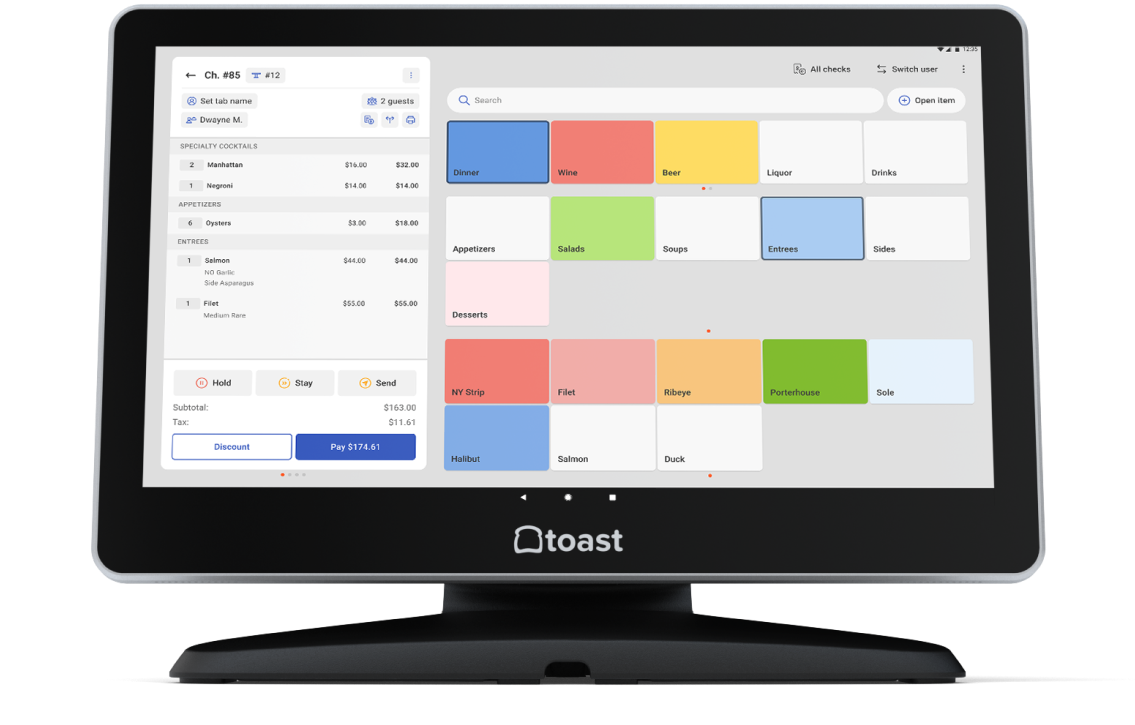 12:35
← Ch. #85 #12
All checks Switch user
Set tab name 2 guests
Search Open item
Dwayne M.
SPECIALTY COCKTAILS
2 Manhattan $16.00 $32.00
1 Negroni $14.00 $14.00
APPETIZERS
6 Oysters $3.00 $18.00
ENTREES
1 Salmon $44.00 $44.00
NO Garlic
Side Asparagus
1 Filet $55.00 $55.00
Medium Rare
Hold Stay Send
Subtotal: $163.00
Tax: $11.61
Discount Pay $174.61
Dinner Wine Beer Liquor Drinks
Appetizers Salads Soups Entrees Sides
Desserts
NY Strip Filet Ribeye Porterhouse Sole
Halibut Salmon Duck
toast